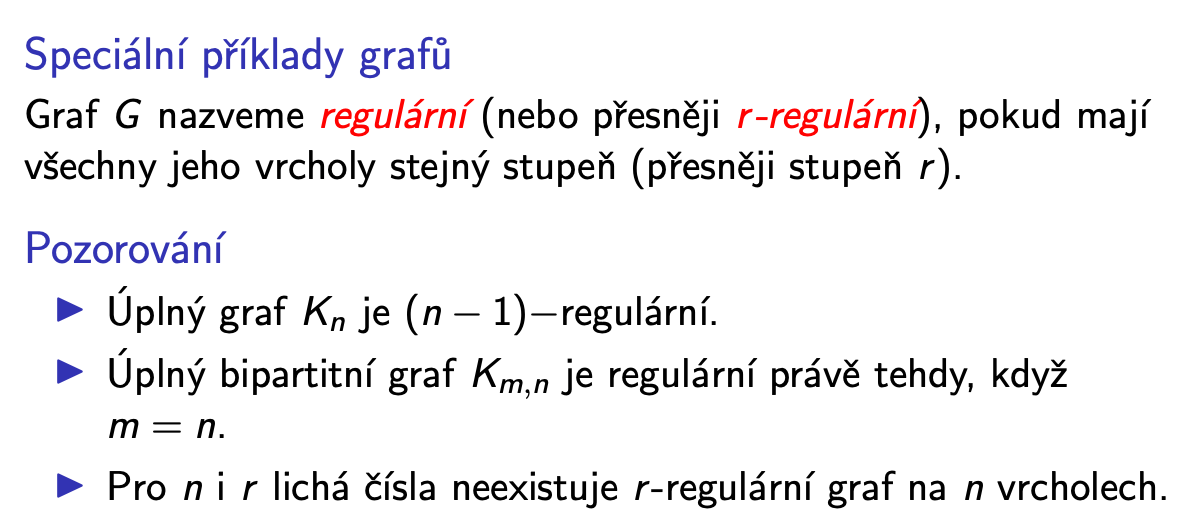 Speciální příklady grafů
Graf G nazveme regulární (nebo přesněji r-regulární), pokud mají
všechny jeho vrcholy stejný stupeň (přesněji stupeň r).
Pozorování
▶ Úplný graf Kₙ je (n − 1)−regulární.
▶ Úplný bipartitní graf K_{m,n} je regulární právě tehdy, když
m = n.
▶ Pro n i r lichá čísla neexistuje r-regulární graf na n vrcholech.